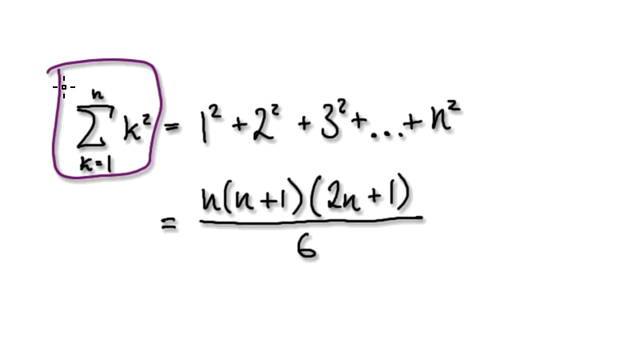 n∑k=1 k² = 1² + 2² + 3² + ... + n²
= n(n+1)(2n+1) / 6